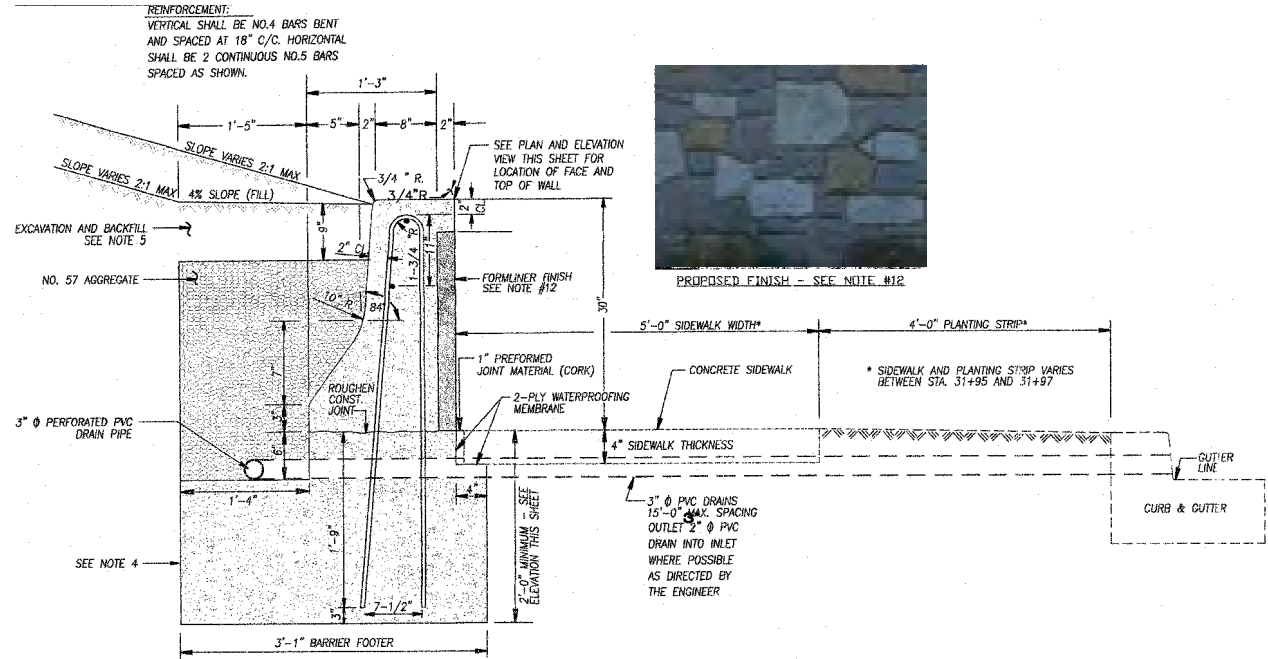 REINFORCEMENT:
VERTICAL SHALL BE NO.4 BARS BENT
AND SPACED AT 18" C/C. HORIZONTAL
SHALL BE 2 CONTINUOUS NO.5 BARS
SPACED AS SHOWN.
1'-3"
1'-5"
5"
2"
8"
2"
SLOPE VARIES 2:1 MAX
SLOPE VARIES 2:1 MAX
4% SLOPE (FILL)
3/4 " R.
3/4 "R
SEE PLAN AND ELEVATION
VIEW THIS SHEET FOR
LOCATION OF FACE AND
TOP OF WALL
2"
CL.
EXCAVATION AND BACKFILL
SEE NOTE 5
9"
2" CL
1-3/4 "R
11"
NO. 57 AGGREGATE
FORMLINER FINISH
SEE NOTE #12
PROPOSED FINISH - SEE NOTE #12
10" R.
84°
30"
5'-0" SIDEWALK WIDTH*
4'-0" PLANTING STRIP*
7"
1" PREFORMED
JOINT MATERIAL (CORK)
CONCRETE SIDEWALK
* SIDEWALK AND PLANTING STRIP VARIES
BETWEEN STA. 31+95 AND 31+97
ROUGHEN
CONST.
JOINT
2-PLY WATERPROOFING
MEMBRANE
3" Φ PERFORATED PVC
DRAIN PIPE
3"
6"
4" SIDEWALK THICKNESS
GUTTER
LINE
1'-4"
4"
CURB & GUTTER
3" Φ PVC DRAINS
15'-0" MAX. SPACING
OUTLET 2" Φ PVC
3
DRAIN INTO INLET
WHERE POSSIBLE
AS DIRECTED BY
THE ENGINEER
1'-9"
2'-0" MINIMUM - SEE
ELEVATION THIS SHEET
SEE NOTE 4
7-1/2"
3"
3'-1" BARRIER FOOTER